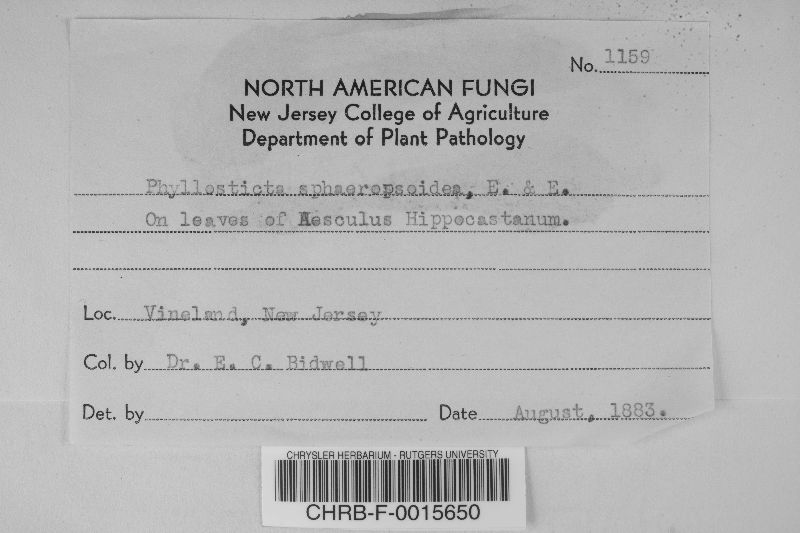 No. 1159
NORTH AMERICAN FUNGI
New Jersey College of Agriculture
Department of Plant Pathology
Phyllosticta sphaeropsoidea, E. & E.
On leaves of Aesculus Hippocastanum.
Loc. Vineland, New Jersey
Col. by Dr. E. C. Bidwell
Det. by
Date August, 1883.
CHRYSLER HERBARIUM - RUTGERS UNIVERSITY
CHRB-F-0015650